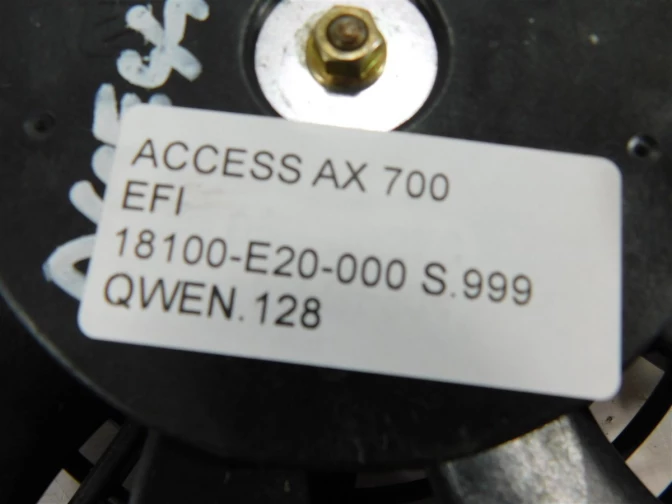 ACCESS AX 700
EFI
18100-E20-000 S.999
QWEN.128